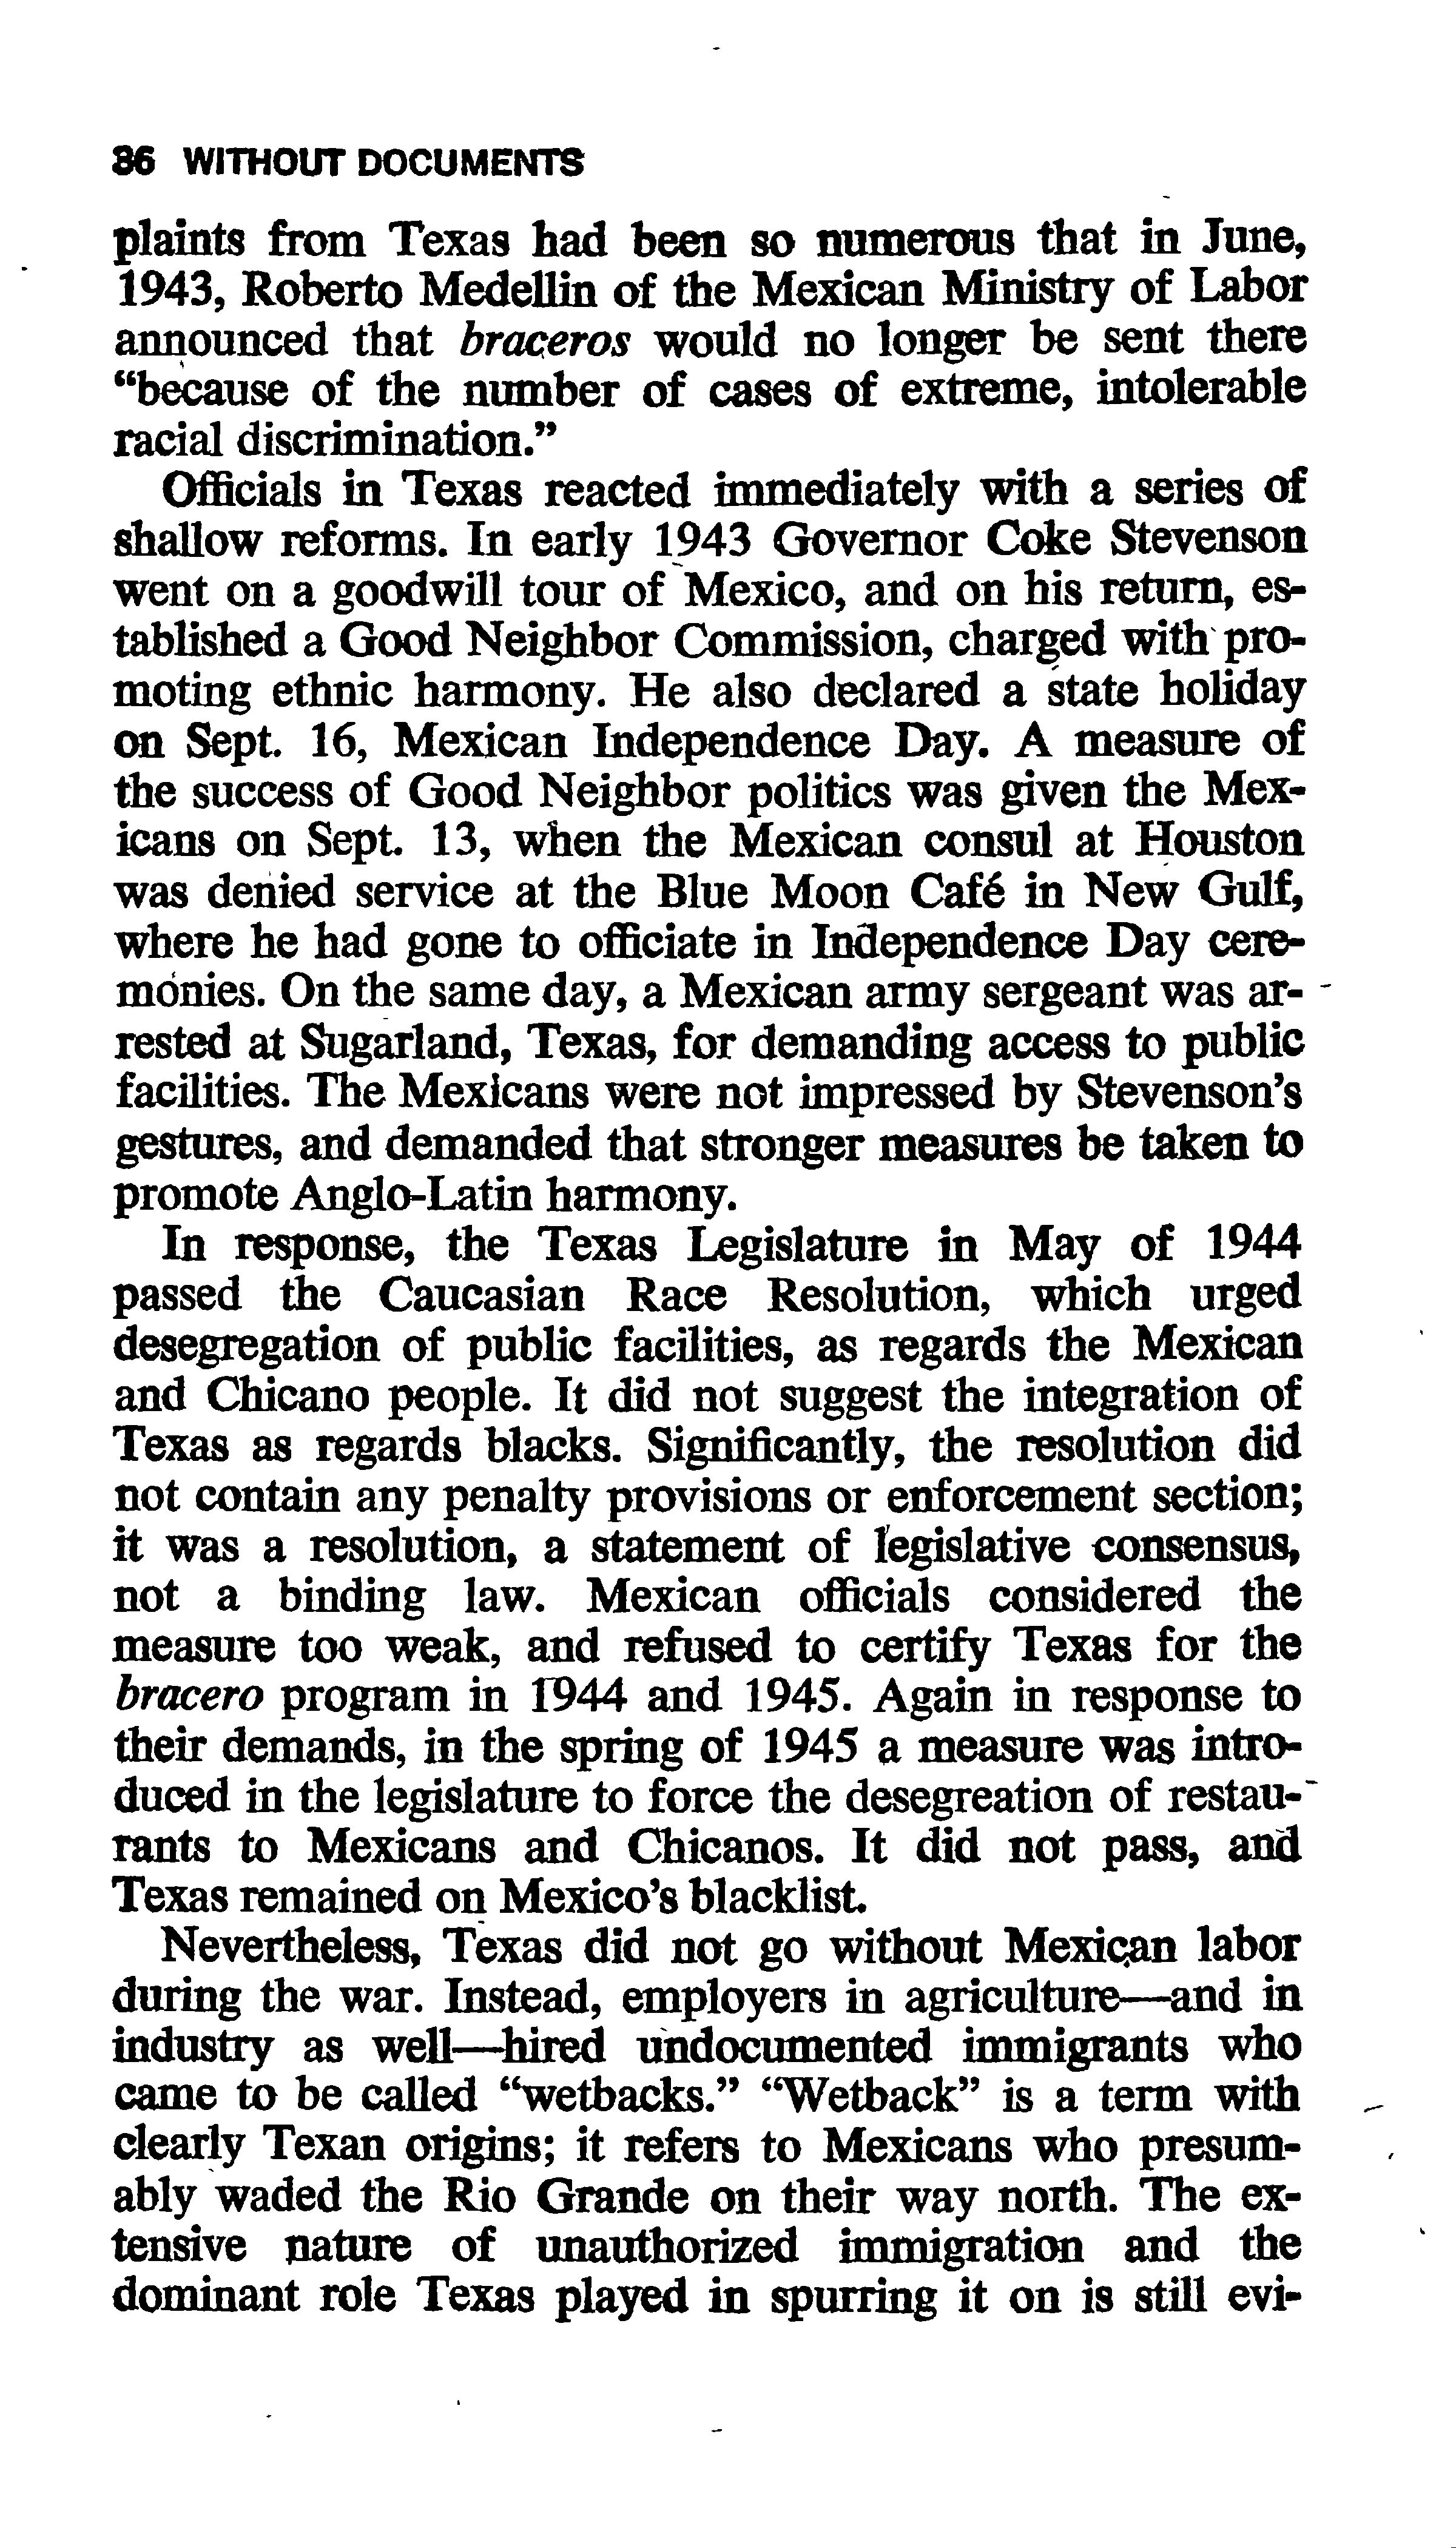 36 WITHOUT DOCUMENTS
plaints from Texas had been so numerous that in June,
1943, Roberto Medellin of the Mexican Ministry of Labor
announced that braceros would no longer be sent there
“because of the number of cases of extreme, intolerable
racial discrimination.”
Officials in Texas reacted immediately with a series of
shallow reforms. In early 1943 Governor Coke Stevenson
went on a goodwill tour of Mexico, and on his return, es-
tablished a Good Neighbor Commission, charged with pro-
moting ethnic harmony. He also declared a state holiday
on Sept. 16, Mexican Independence Day. A measure of
the success of Good Neighbor politics was given the Mex-
icans on Sept. 13, when the Mexican consul at Houston
was denied service at the Blue Moon Café in New Gulf,
where he had gone to officiate in Independence Day cere-
monies. On the same day, a Mexican army sergeant was ar-
rested at Sugarland, Texas, for demanding access to public
facilities. The Mexicans were not impressed by Stevenson’s
gestures, and demanded that stronger measures be taken to
promote Anglo-Latin harmony.
In response, the Texas Legislature in May of 1944
passed the Caucasian Race Resolution, which urged
desegregation of public facilities, as regards the Mexican
and Chicano people. It did not suggest the integration of
Texas as regards blacks. Significantly, the resolution did
not contain any penalty provisions or enforcement section;
it was a resolution, a statement of legislative consensus,
not a binding law. Mexican officials considered the
measure too weak, and refused to certify Texas for the
bracero program in 1944 and 1945. Again in response to
their demands, in the spring of 1945 a measure was intro-
duced in the legislature to force the desegreation of restau-
rants to Mexicans and Chicanos. It did not pass, and
Texas remained on Mexico’s blacklist.
Nevertheless, Texas did not go without Mexican labor
during the war. Instead, employers in agriculture—and in
industry as well—hired undocumented immigrants who
came to be called “wetbacks.” “Wetback” is a term with
clearly Texan origins; it refers to Mexicans who presum-
ably waded the Rio Grande on their way north. The ex-
tensive nature of unauthorized immigration and the
dominant role Texas played in spurring it on is still evi-